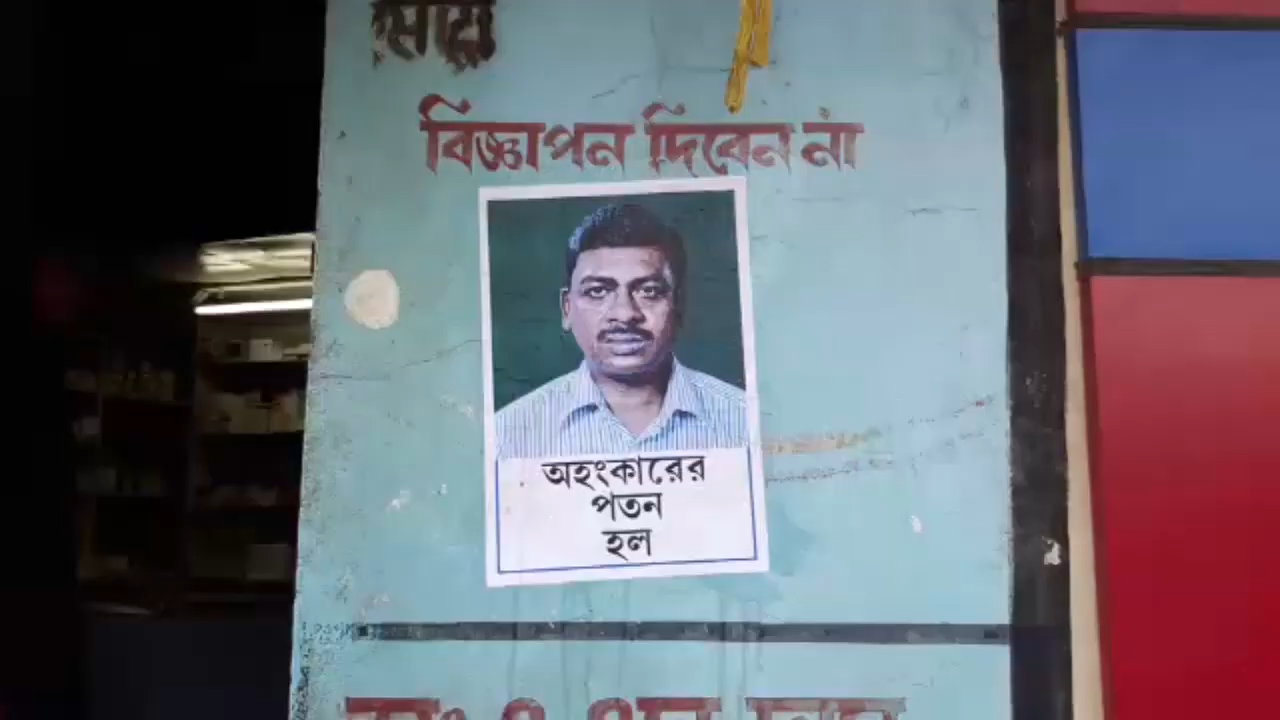 বিজ্ঞাপন দিবেন না
অহংকারের
পতন
হল